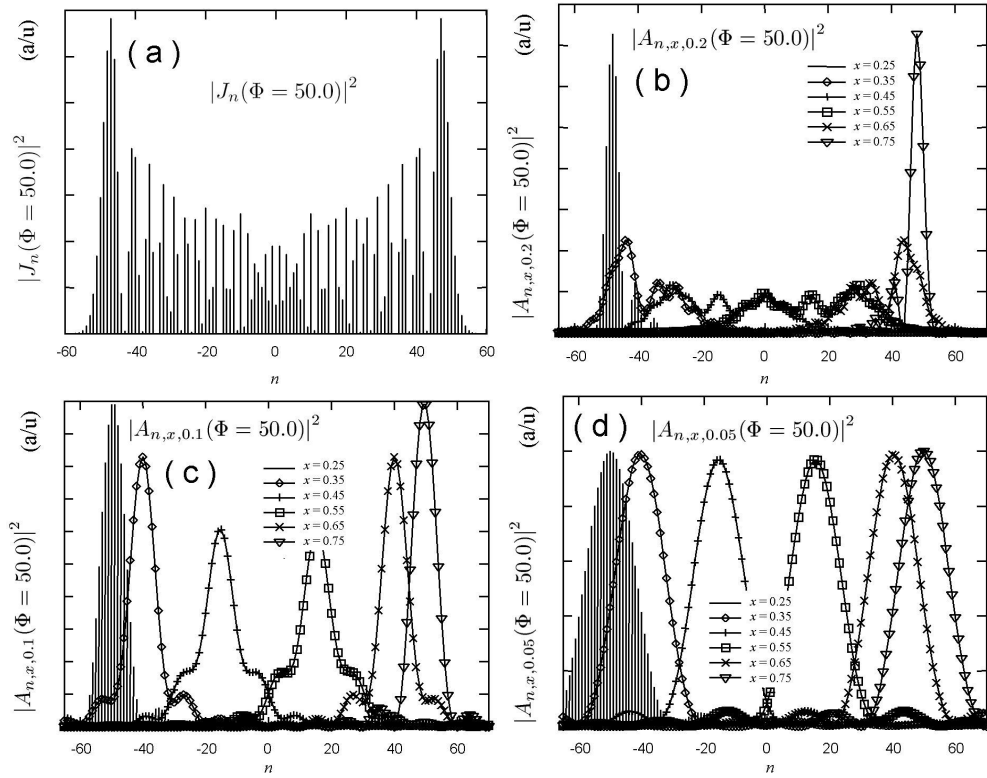 (a/u)
( a )
|J_n(Φ = 50.0)|^2
|J_n(Φ = 50.0)|^2
-60 -40 -20 0 20 40 60
n
(a/u)
|A_{n,x,0.2}(Φ = 50.0)|^2
( b )
x = 0.25
x = 0.35
x = 0.45
x = 0.55
x = 0.65
x = 0.75
|A_{n,x,0.2}(Φ = 50.0)|^2
-60 -40 -20 0 20 40 60
n
(a/u)
|A_{n,x,0.1}(Φ = 50.0)|^2
( c )
x = 0.25
x = 0.35
x = 0.45
x = 0.55
x = 0.65
x = 0.75
|A_{n,x,0.1}(Φ = 50.0)|^2
-60 -40 -20 0 20 40 60
n
(a/u)
|A_{n,x,0.05}(Φ = 50.0)|^2
( d )
x = 0.25
x = 0.35
x = 0.45
x = 0.55
x = 0.65
x = 0.75
|A_{n,x,0.05}(Φ = 50.0)|^2
-60 -40 -20 0 20 40 60
n